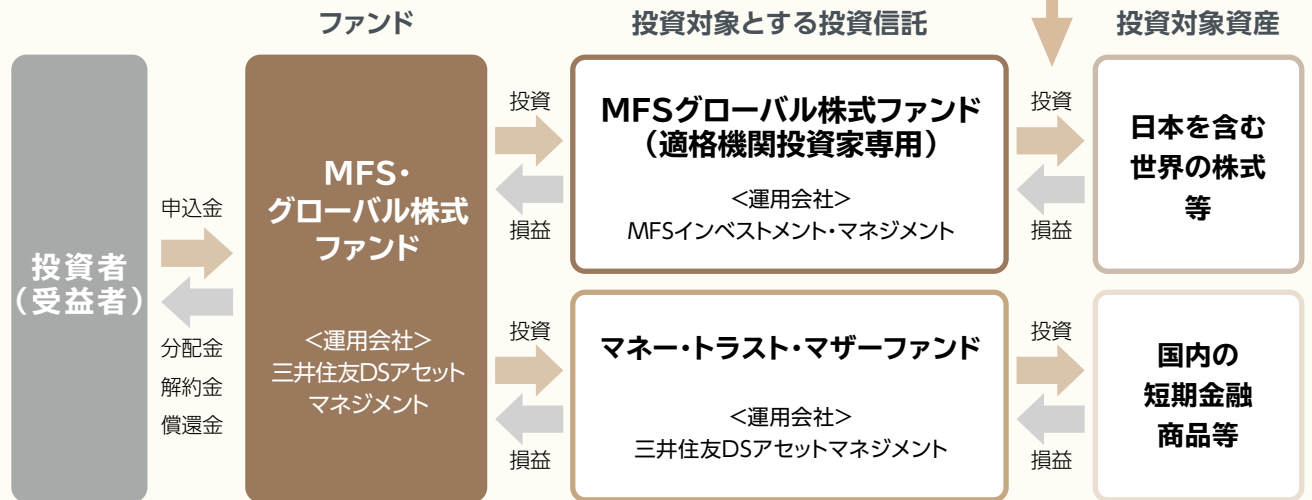 ファンド
投資対象とする投資信託
投資対象資産
投資者
(受益者)
申込金
分配金
解約金
償還金
MFS・
グローバル株式
ファンド
<運用会社>
三井住友DSアセット
マネジメント
投資
損益
MFSグローバル株式ファンド
(適格機関投資家専用)
<運用会社>
MFSインベストメント・マネジメント
投資
損益
日本を含む
世界の株式
等
投資
損益
マネー・トラスト・マザーファンド
<運用会社>
三井住友DSアセットマネジメント
投資
損益
国内の
短期金融
商品等